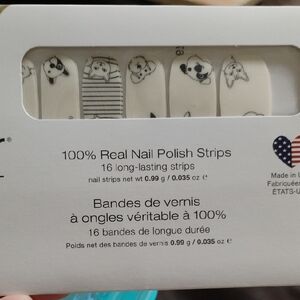 100% Real Nail Polish Strips
16 long-lasting strips
nail strips net wt 0.99 g / 0.035 oz ℮
Made in
Bandes de vernis
à ongles véritable à 100%
16 bandes de longue durée
Poids net des bandes de vernis 0.99 g / 0.035 oz ℮